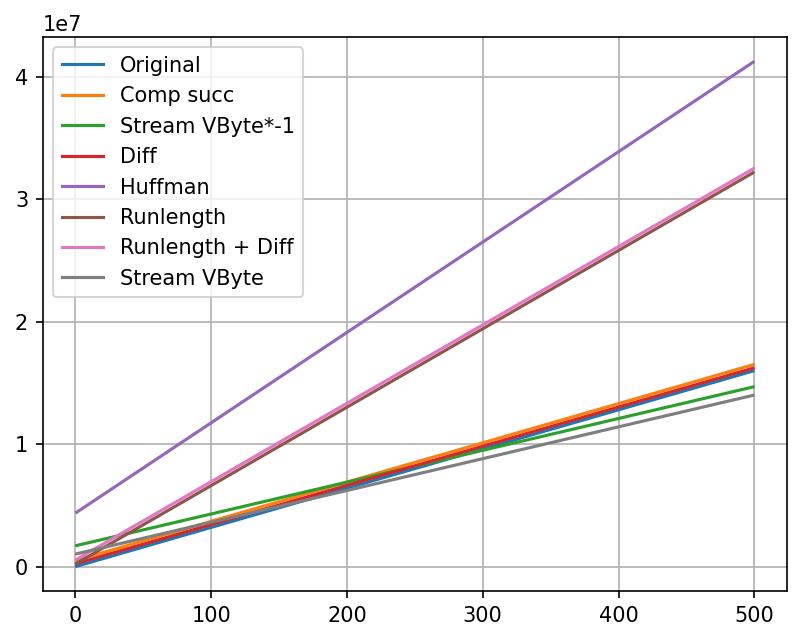 1e7
4
3
2
1
0
Original
Comp succ
Stream VByte*-1
Diff
Huffman
Runlength
Runlength + Diff
Stream VByte
0 100 200 300 400 500